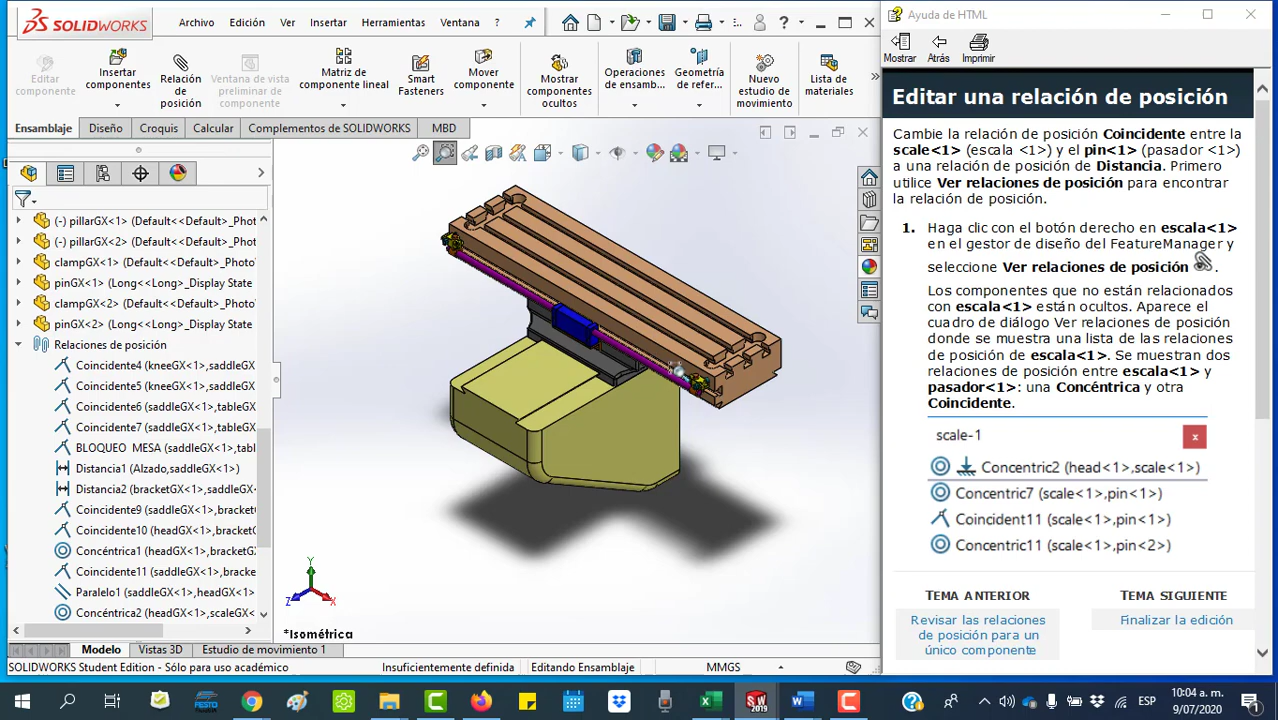 SOLIDWORKS
Archivo Edición Ver Insertar Herramientas Ventana ?
Editar componente
Insertar componentes
Relación de posición
Ventana de vista preliminar de componente
Matriz de componente lineal
Smart Fasteners
Mover componente
Mostrar componentes ocultos
Operaciones de ensamb...
Geometría de refer...
Nuevo estudio de movimiento
Lista de materiales
Ensamblaje Diseño Croquis Calcular Complementos de SOLIDWORKS MBD
(-) pillarGX<1> (Default<<Default>_Phot
(-) pillarGX<2> (Default<<Default>_Phot
clampGX<1> (Default<<Default>_Photo
pinGX<1> (Long<<Long>_Display State
clampGX<2> (Default<<Default>_Photo
pinGX<2> (Long<<Long>_Display State
Relaciones de posición
Coincidente4 (kneeGX<1>,saddleG
Coincidente5 (kneeGX<1>,saddleG
Coincidente6 (saddleGX<1>,tableG
Coincidente7 (saddleGX<1>,tableG
BLOQUEO MESA (saddleGX<1>,tabl
Distancia1 (Alzado,saddleGX<1>)
Distancia2 (bracketGX<1>,saddleG
Coincidente9 (saddleGX<1>,bracke
Coincidente10 (headGX<1>,bracket
Concéntrica1 (headGX<1>,bracketG
Coincidente11 (saddleGX<1>,bracke
Paralelo1 (saddleGX<1>,headGX<1>
Concéntrica2 (headGX<1>,scaleGX
Y
Z
X
*Isométrica
Modelo Vistas 3D Estudio de movimiento 1
SOLIDWORKS Student Edition - Sólo para uso académico Insuficientemente definida Editando Ensamblaje MMGS
Ayuda de HTML
Mostrar Atrás Imprimir
Editar una relación de posición
Cambie la relación de posición Coincidente entre la
scale<1> (escala <1>) y el pin<1> (pasador <1>)
a una relación de posición de Distancia. Primero
utilice Ver relaciones de posición para encontrar
la relación de posición.
1. Haga clic con el botón derecho en escala<1>
en el gestor de diseño del FeatureManager y
seleccione Ver relaciones de posición .
Los componentes que no están relacionados
con escala<1> están ocultos. Aparece el
cuadro de diálogo Ver relaciones de posición
donde se muestra una lista de las relaciones
de posición de escala<1>. Se muestran dos
relaciones de posición entre escala<1> y
pasador<1>: una Concéntrica y otra
Coincidente.
scale-1
x
Concentric2 (head<1>,scale<1>)
Concentric7 (scale<1>,pin<1>)
Coincident11 (scale<1>,pin<1>)
Concentric11 (scale<1>,pin<2>)
TEMA ANTERIOR
Revisar las relaciones
de posición para un
único componente
TEMA SIGUIENTE
Finalizar la edición
FESTO
SW
2019
ESP
10:04 a. m.
9/07/2020
1